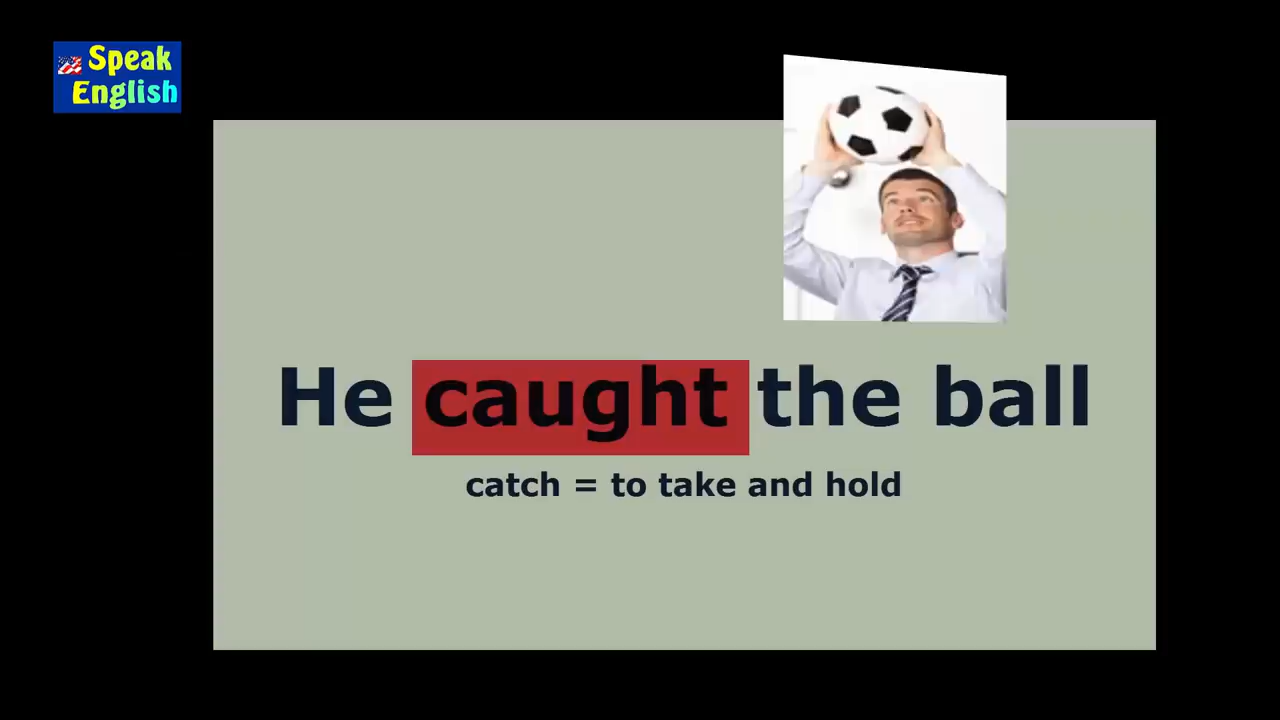 Speak
English
He caught the ball
catch = to take and hold